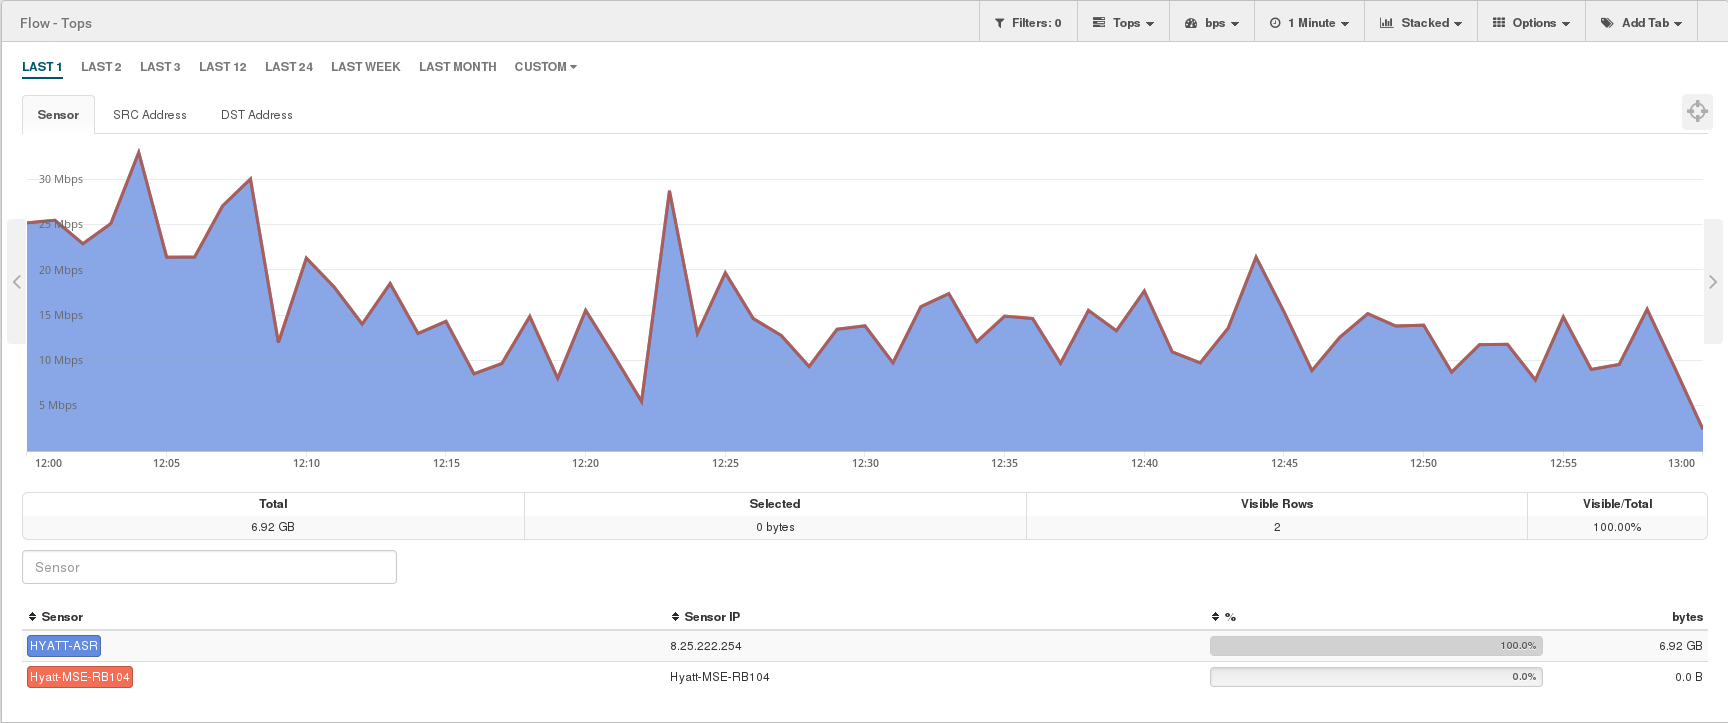 Flow - Tops
Filters: 0
Tops
bps
1 Minute
Stacked
Options
Add Tab
LAST 1
LAST 2
LAST 3
LAST 12
LAST 24
LAST WEEK
LAST MONTH
CUSTOM
Sensor
SRC Address
DST Address
30 Mbps
25 Mbps
20 Mbps
15 Mbps
10 Mbps
5 Mbps
12:00 12:05 12:10 12:15 12:20 12:25 12:30 12:35 12:40 12:45 12:50 12:55 13:00
Total Selected Visible Rows Visible/Total
6.92 GB 0 bytes 2 100.00%
Sensor
Sensor Sensor IP % bytes
HYATT-ASR 8.25.222.254 100.0% 6.92 GB
Hyatt-MSE-RB104 Hyatt-MSE-RB104 0.0% 0.0 B